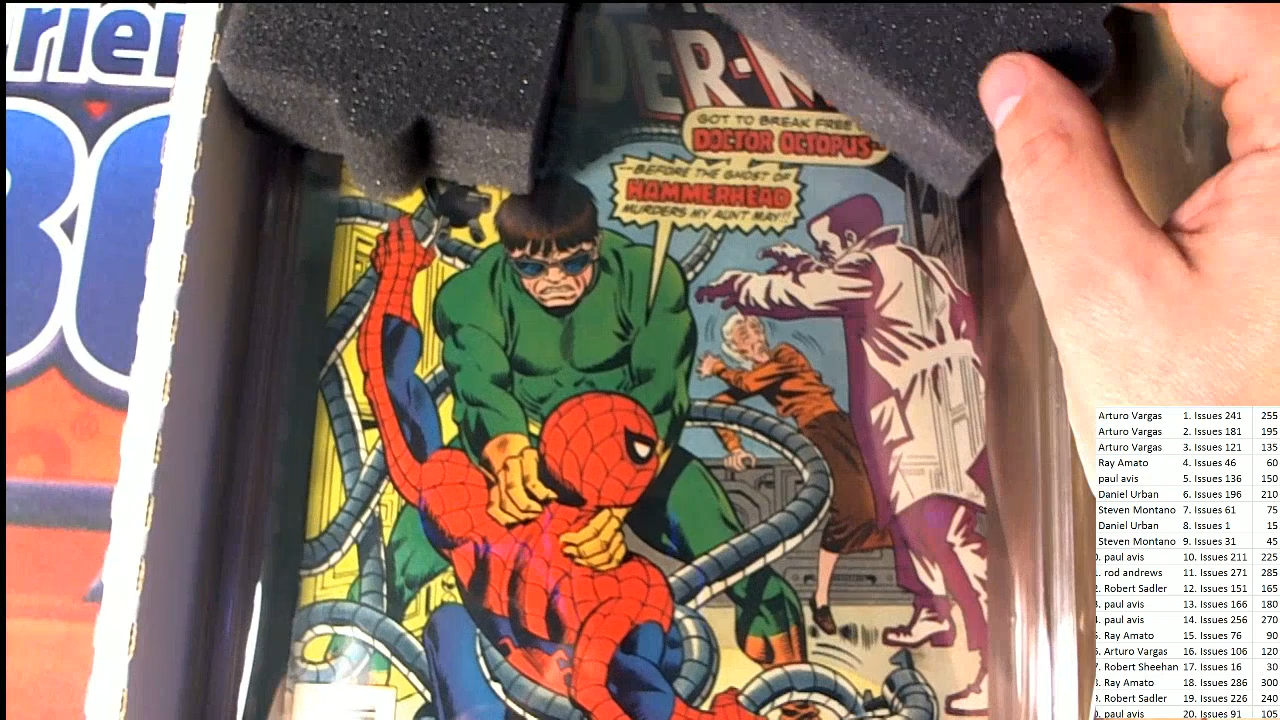 rier
DER-M
GOT TO BREAK FREE
DOCTOR OCTOPUS-
-BEFORE THE GHOST OF
HAMMERHEAD
MURDERS MY AUNT MAY!!
Arturo Vargas 1. Issues 241 255
Arturo Vargas 2. Issues 181 195
Arturo Vargas 3. Issues 121 135
Ray Amato 4. Issues 46 60
paul avis 5. Issues 136 150
Daniel Urban 6. Issues 196 210
Steven Montano 7. Issues 61 75
Daniel Urban 8. Issues 1 15
Steven Montano 9. Issues 31 45
). paul avis 10. Issues 211 225
. rod andrews 11. Issues 271 285
. Robert Sadler 12. Issues 151 165
. paul avis 13. Issues 166 180
. paul avis 14. Issues 256 270
. Ray Amato 15. Issues 76 90
. Arturo Vargas 16. Issues 106 120
. Robert Sheehan 17. Issues 16 30
. Ray Amato 18. Issues 286 300
. Robert Sadler 19. Issues 226 240
). paul avis 20. Issues 91 105